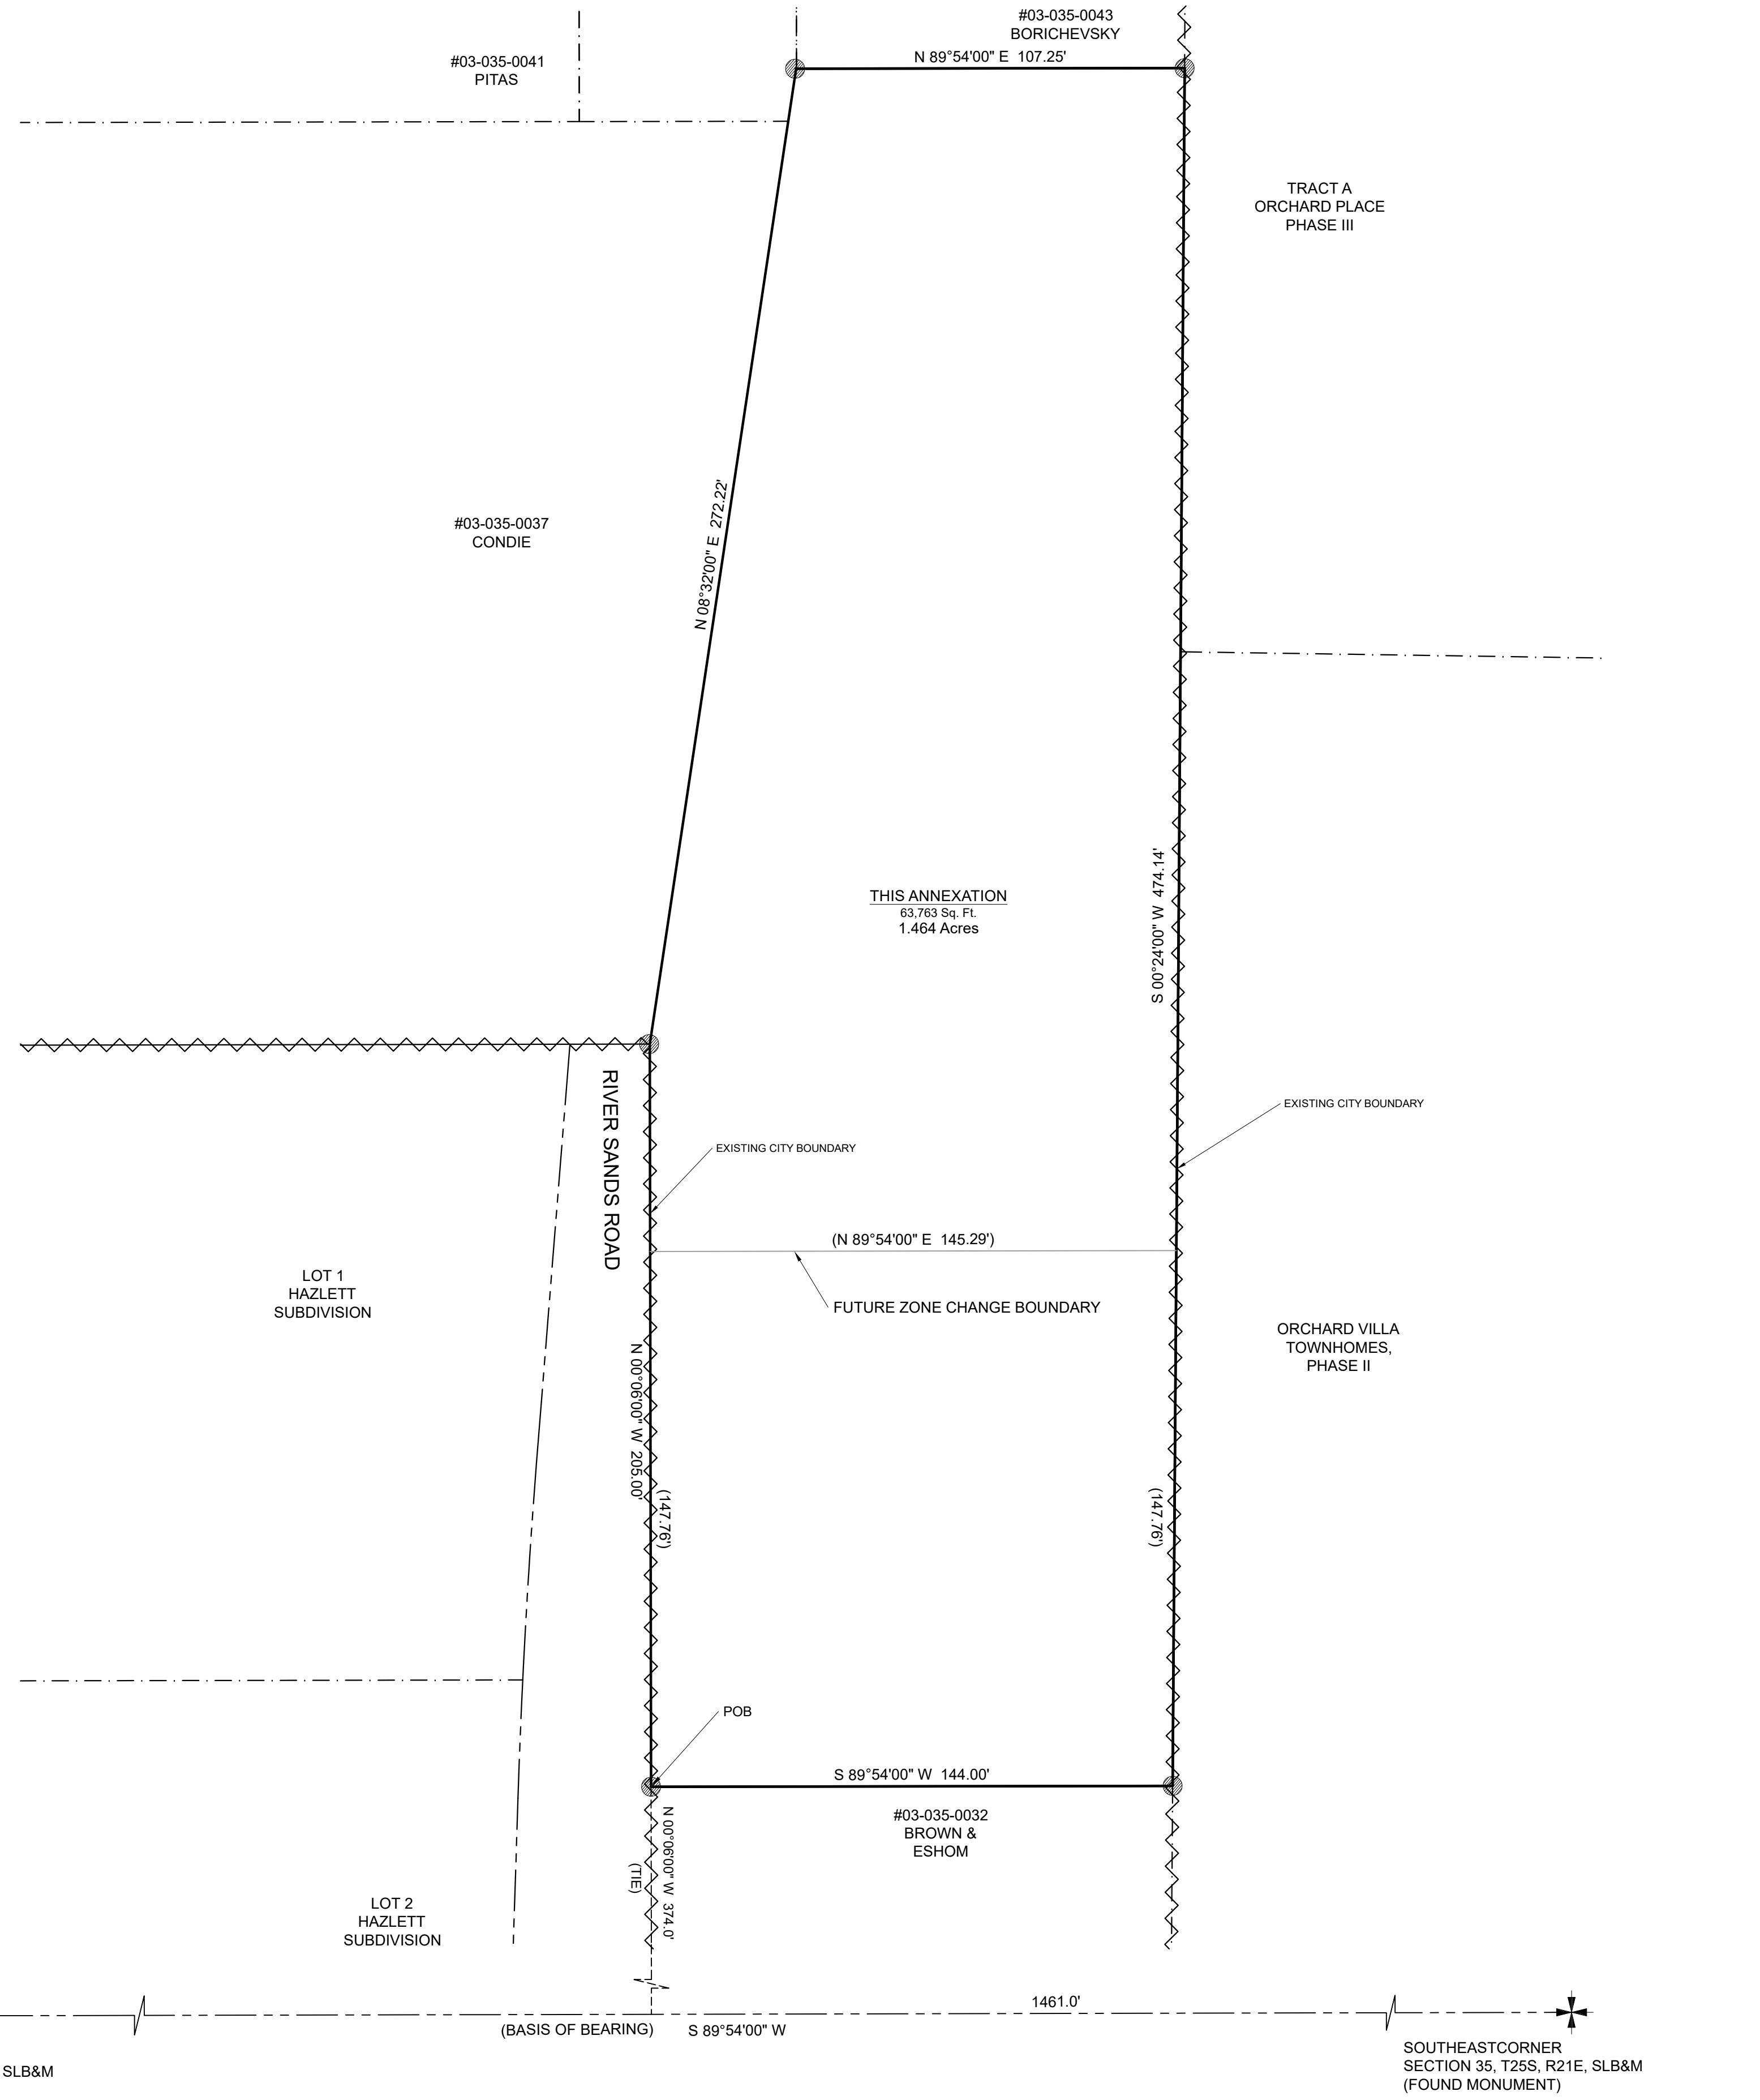 #03-035-0043
BORICHEVSKY
N 89°54'00" E 107.25'
#03-035-0041
PITAS
TRACT A
ORCHARD PLACE
PHASE III
N 08°32'00" E 272.22'
#03-035-0037
CONDIE
THIS ANNEXATION
63,763 Sq. Ft.
1.464 Acres
S 00°24'00" W 474.14'
RIVER SANDS ROAD
EXISTING CITY BOUNDARY
EXISTING CITY BOUNDARY
(N 89°54'00" E 145.29')
FUTURE ZONE CHANGE BOUNDARY
LOT 1
HAZLETT
SUBDIVISION
ORCHARD VILLA
TOWNHOMES,
PHASE II
N 00°06'00" W 205.00'
(147.76')
(147.76')
POB
S 89°54'00" W 144.00'
#03-035-0032
BROWN &
ESHOM
N 00°06'00" W 374.0'
(TIE)
LOT 2
HAZLETT
SUBDIVISION
1461.0'
(BASIS OF BEARING) S 89°54'00" W
SLB&M
SOUTHEASTCORNER
SECTION 35, T25S, R21E, SLB&M
(FOUND MONUMENT)